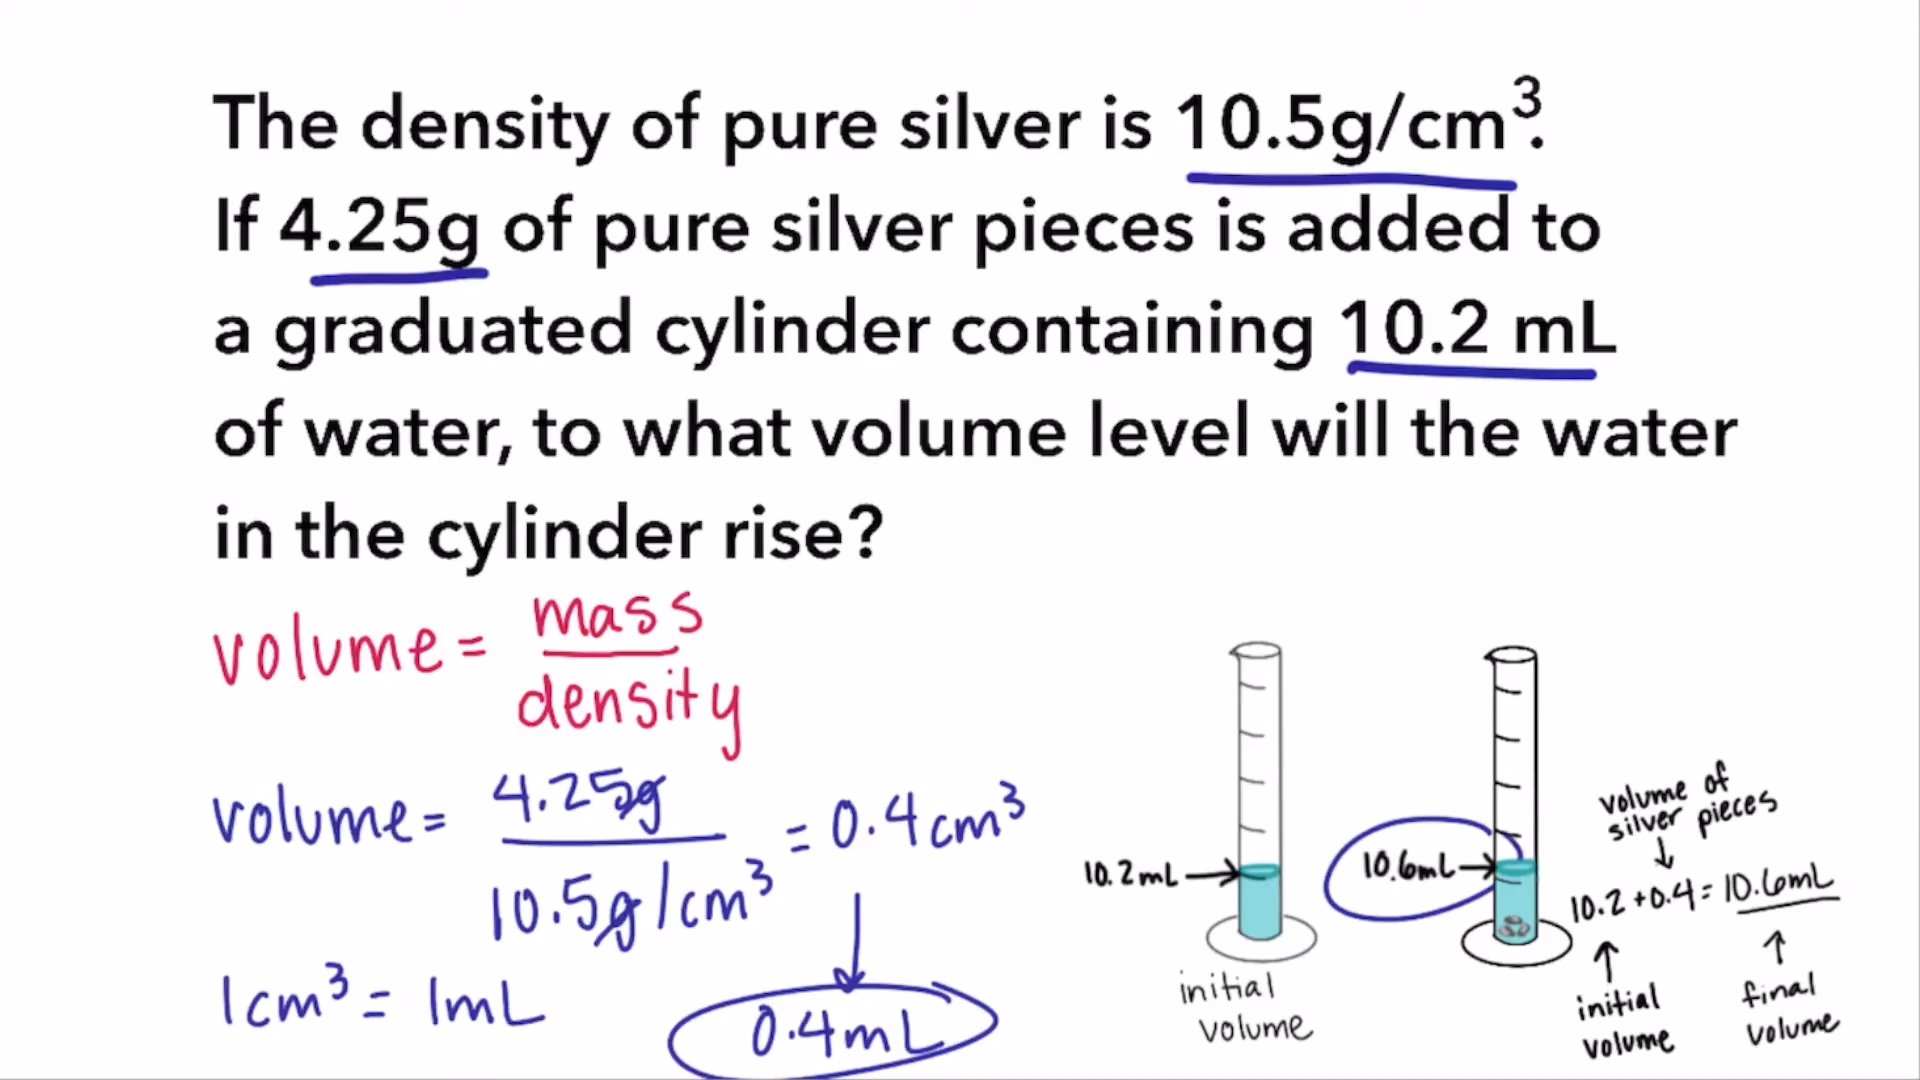 The density of pure silver is 10.5g/cm³.
If 4.25g of pure silver pieces is added to
a graduated cylinder containing 10.2 mL
of water, to what volume level will the water
in the cylinder rise?
volume = mass
density
volume = 4.25g
10.5g/cm³
= 0.4cm³
1cm³ = 1mL
0.4mL
10.2mL
initial
volume
10.6mL
volume of
silver pieces
10.2+0.4=10.6mL
initial
volume
final
volume